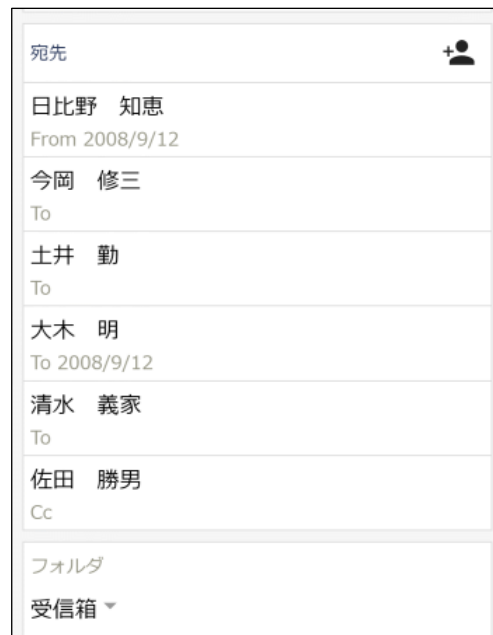 宛先
日比野　知恵
From 2008/9/12
今岡　修三
To
土井　勤
To
大木　明
To 2008/9/12
清水　義家
To
佐田　勝男
Cc
フォルダ
受信箱